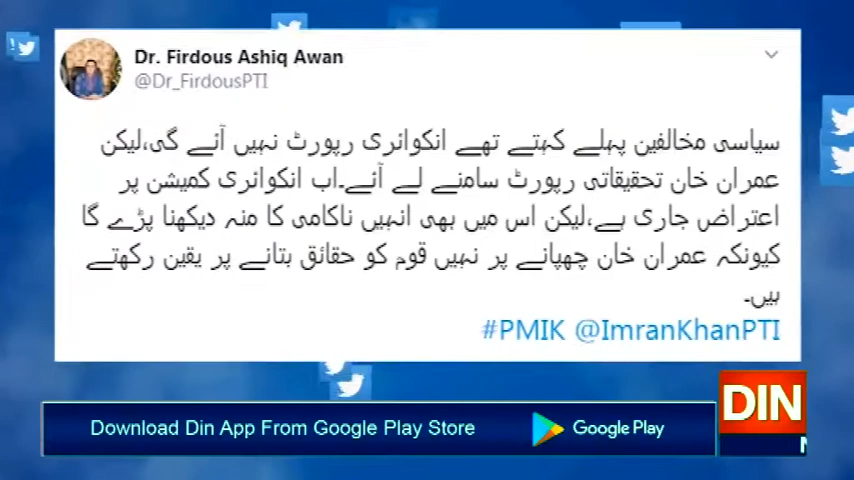 Dr. Firdous Ashiq Awan
@Dr_FirdousPTI
سیاسی مخالفین پہلے کہتے تھے انکوائری رپورٹ نہیں آئے گی،لیکن
عمران خان تحقیقاتی رپورٹ سامنے لے آئے۔اب انکوائری کمیشن پر
اعتراض جاری ہے،لیکن اس میں بھی انہیں ناکامی کا منہ دیکھنا پڑے گا
کیونکہ عمران خان چھپانے پر نہیں قوم کو حقائق بتانے پر یقین رکھتے
ہیں۔
#PMIK @ImranKhanPTI
Download Din App From Google Play Store
Google Play
DIN